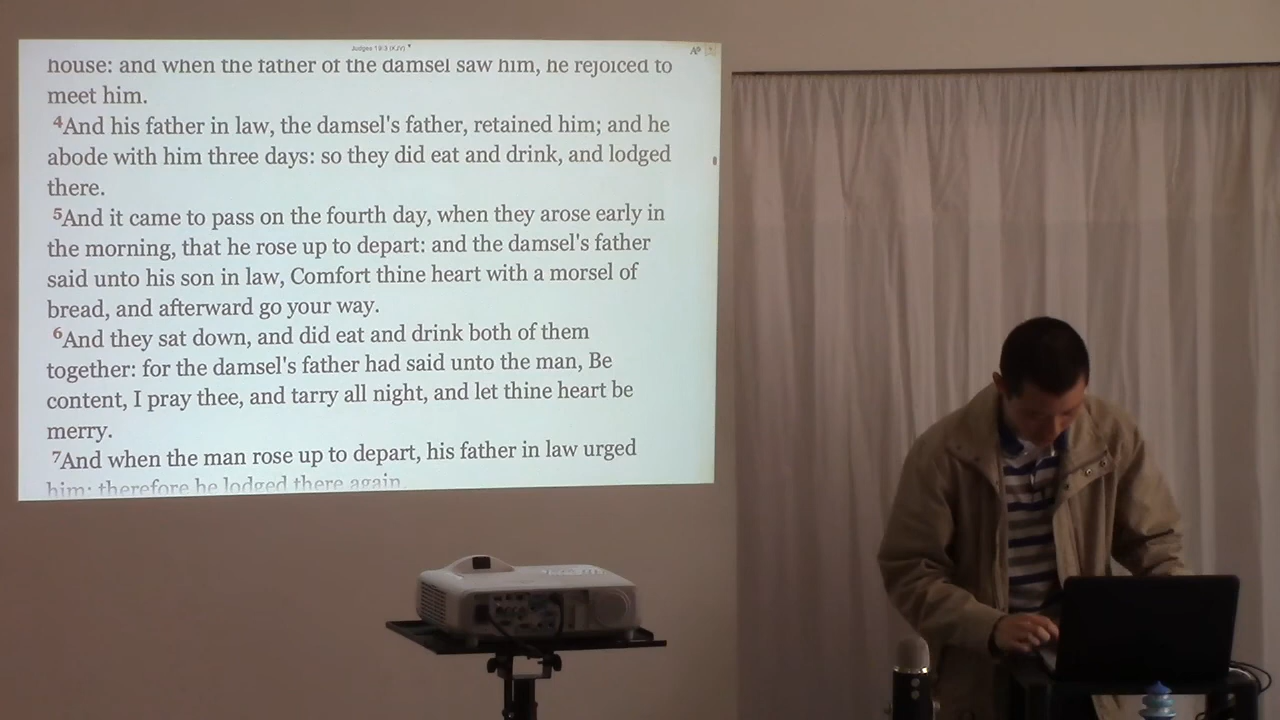 Judges 19:3 (KJV)
house: and when the father of the damsel saw him, he rejoiced to
meet him.
4And his father in law, the damsel's father, retained him; and he
abode with him three days: so they did eat and drink, and lodged
there.
5And it came to pass on the fourth day, when they arose early in
the morning, that he rose up to depart: and the damsel's father
said unto his son in law, Comfort thine heart with a morsel of
bread, and afterward go your way.
6And they sat down, and did eat and drink both of them
together: for the damsel's father had said unto the man, Be
content, I pray thee, and tarry all night, and let thine heart be
merry.
7And when the man rose up to depart, his father in law urged
him: therefore he lodged there again.